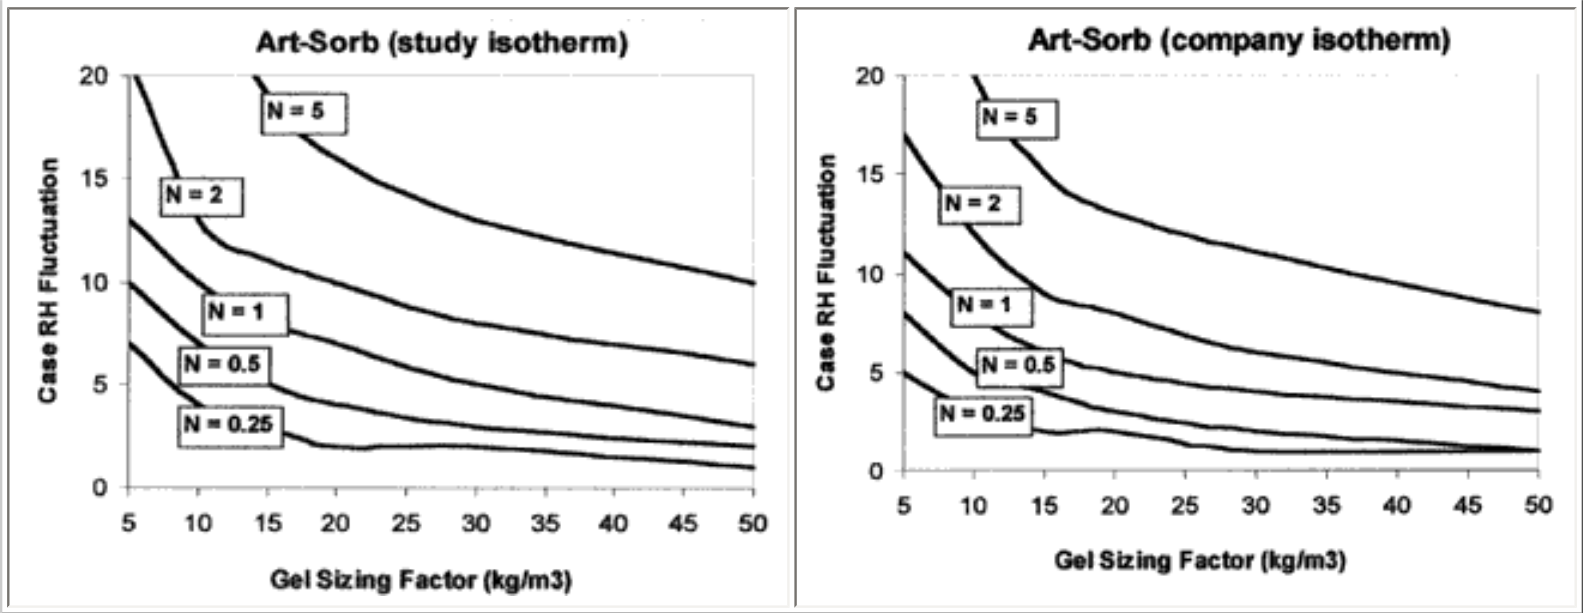 Art-Sorb (study isotherm)
Case RH Fluctuation
20
15
10
5
0
N = 5
N = 2
N = 1
N = 0.5
N = 0.25
5 10 15 20 25 30 35 40 45 50
Gel Sizing Factor (kg/m3)
Art-Sorb (company isotherm)
Case RH Fluctuation
20
15
10
5
0
N = 5
N = 2
N = 1
N = 0.5
N = 0.25
5 10 15 20 25 30 35 40 45 50
Gel Sizing Factor (kg/m3)